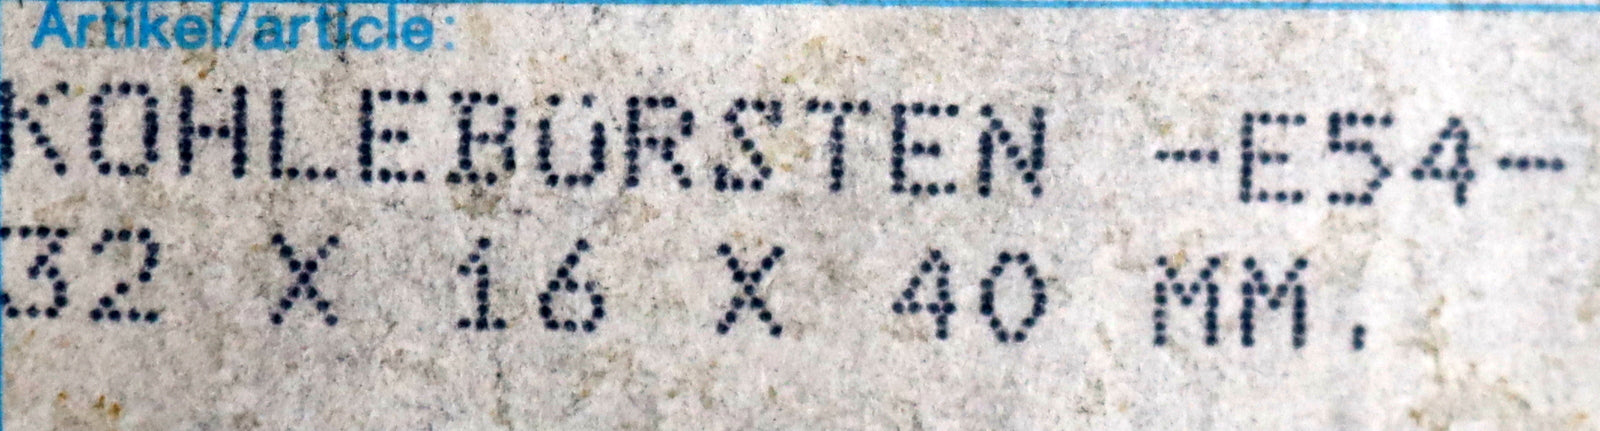 Artikel/article:
KOHLEBÜRSTEN -E54-
32 X 16 X 40 MM,